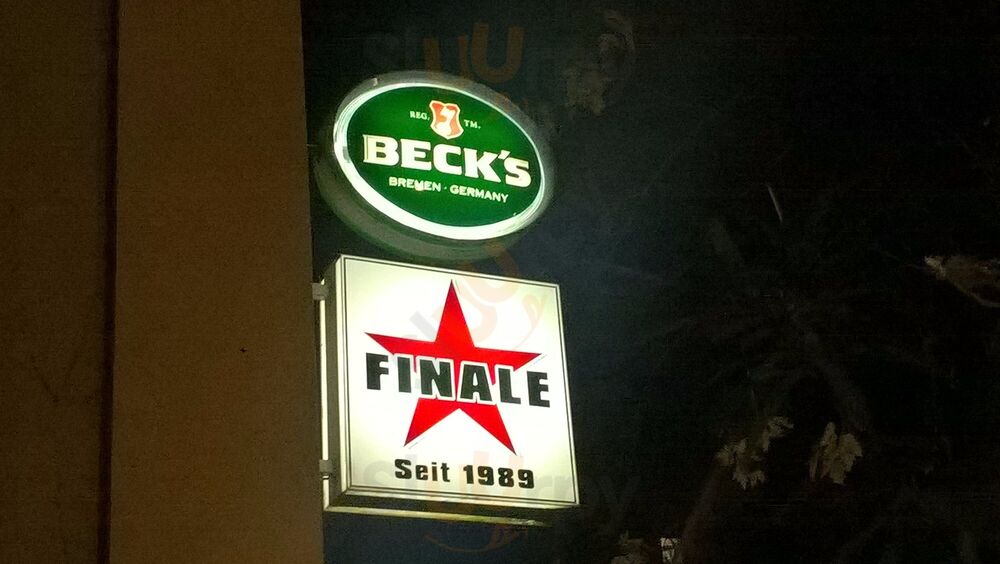 REG. TM.
BECK'S
BREMEN · GERMANY
FINALE
Seit 1989